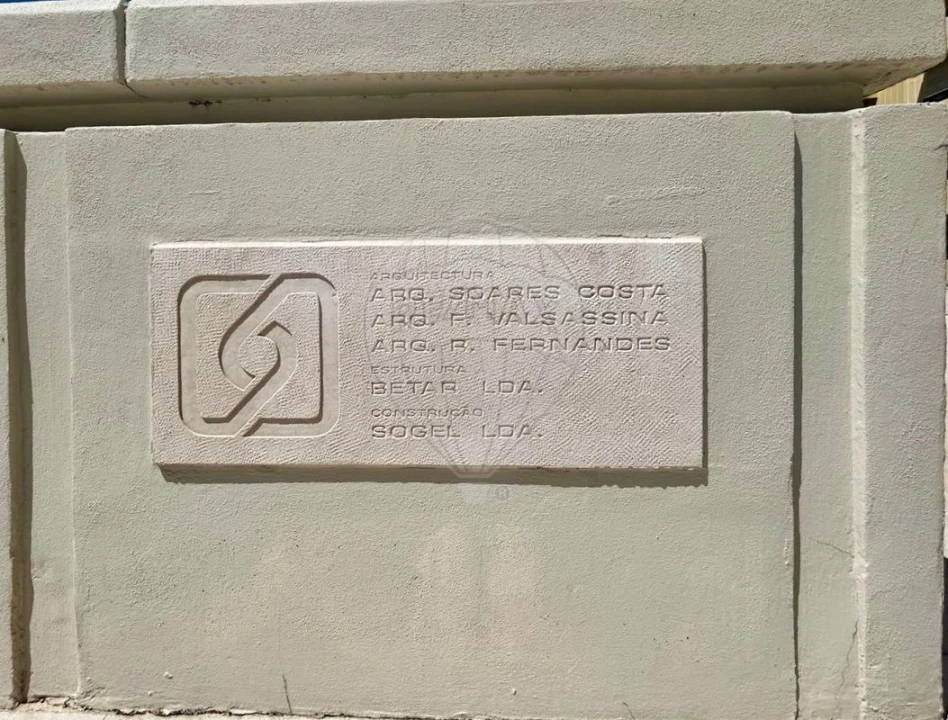 ARQUITECTURA
ARQ. SOARES COSTA
ARQ. F. VALSASSINA
ARQ. R. FERNANDES
ESTRUTURA
BETAR LDA.
CONSTRUÇÃO
SOGEL LDA.
®